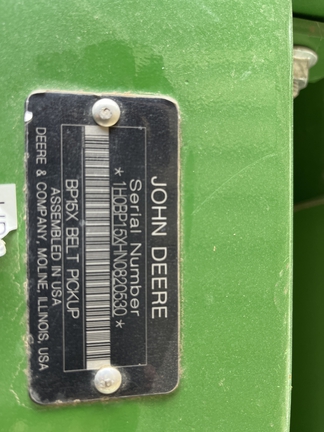 JOHN DEERE
Serial Number
*1H0BP15XHN0820530*
BP15X BELT PICKUP
ASSEMBLED IN USA
DEERE & COMPANY, MOLINE, ILLINOIS, USA